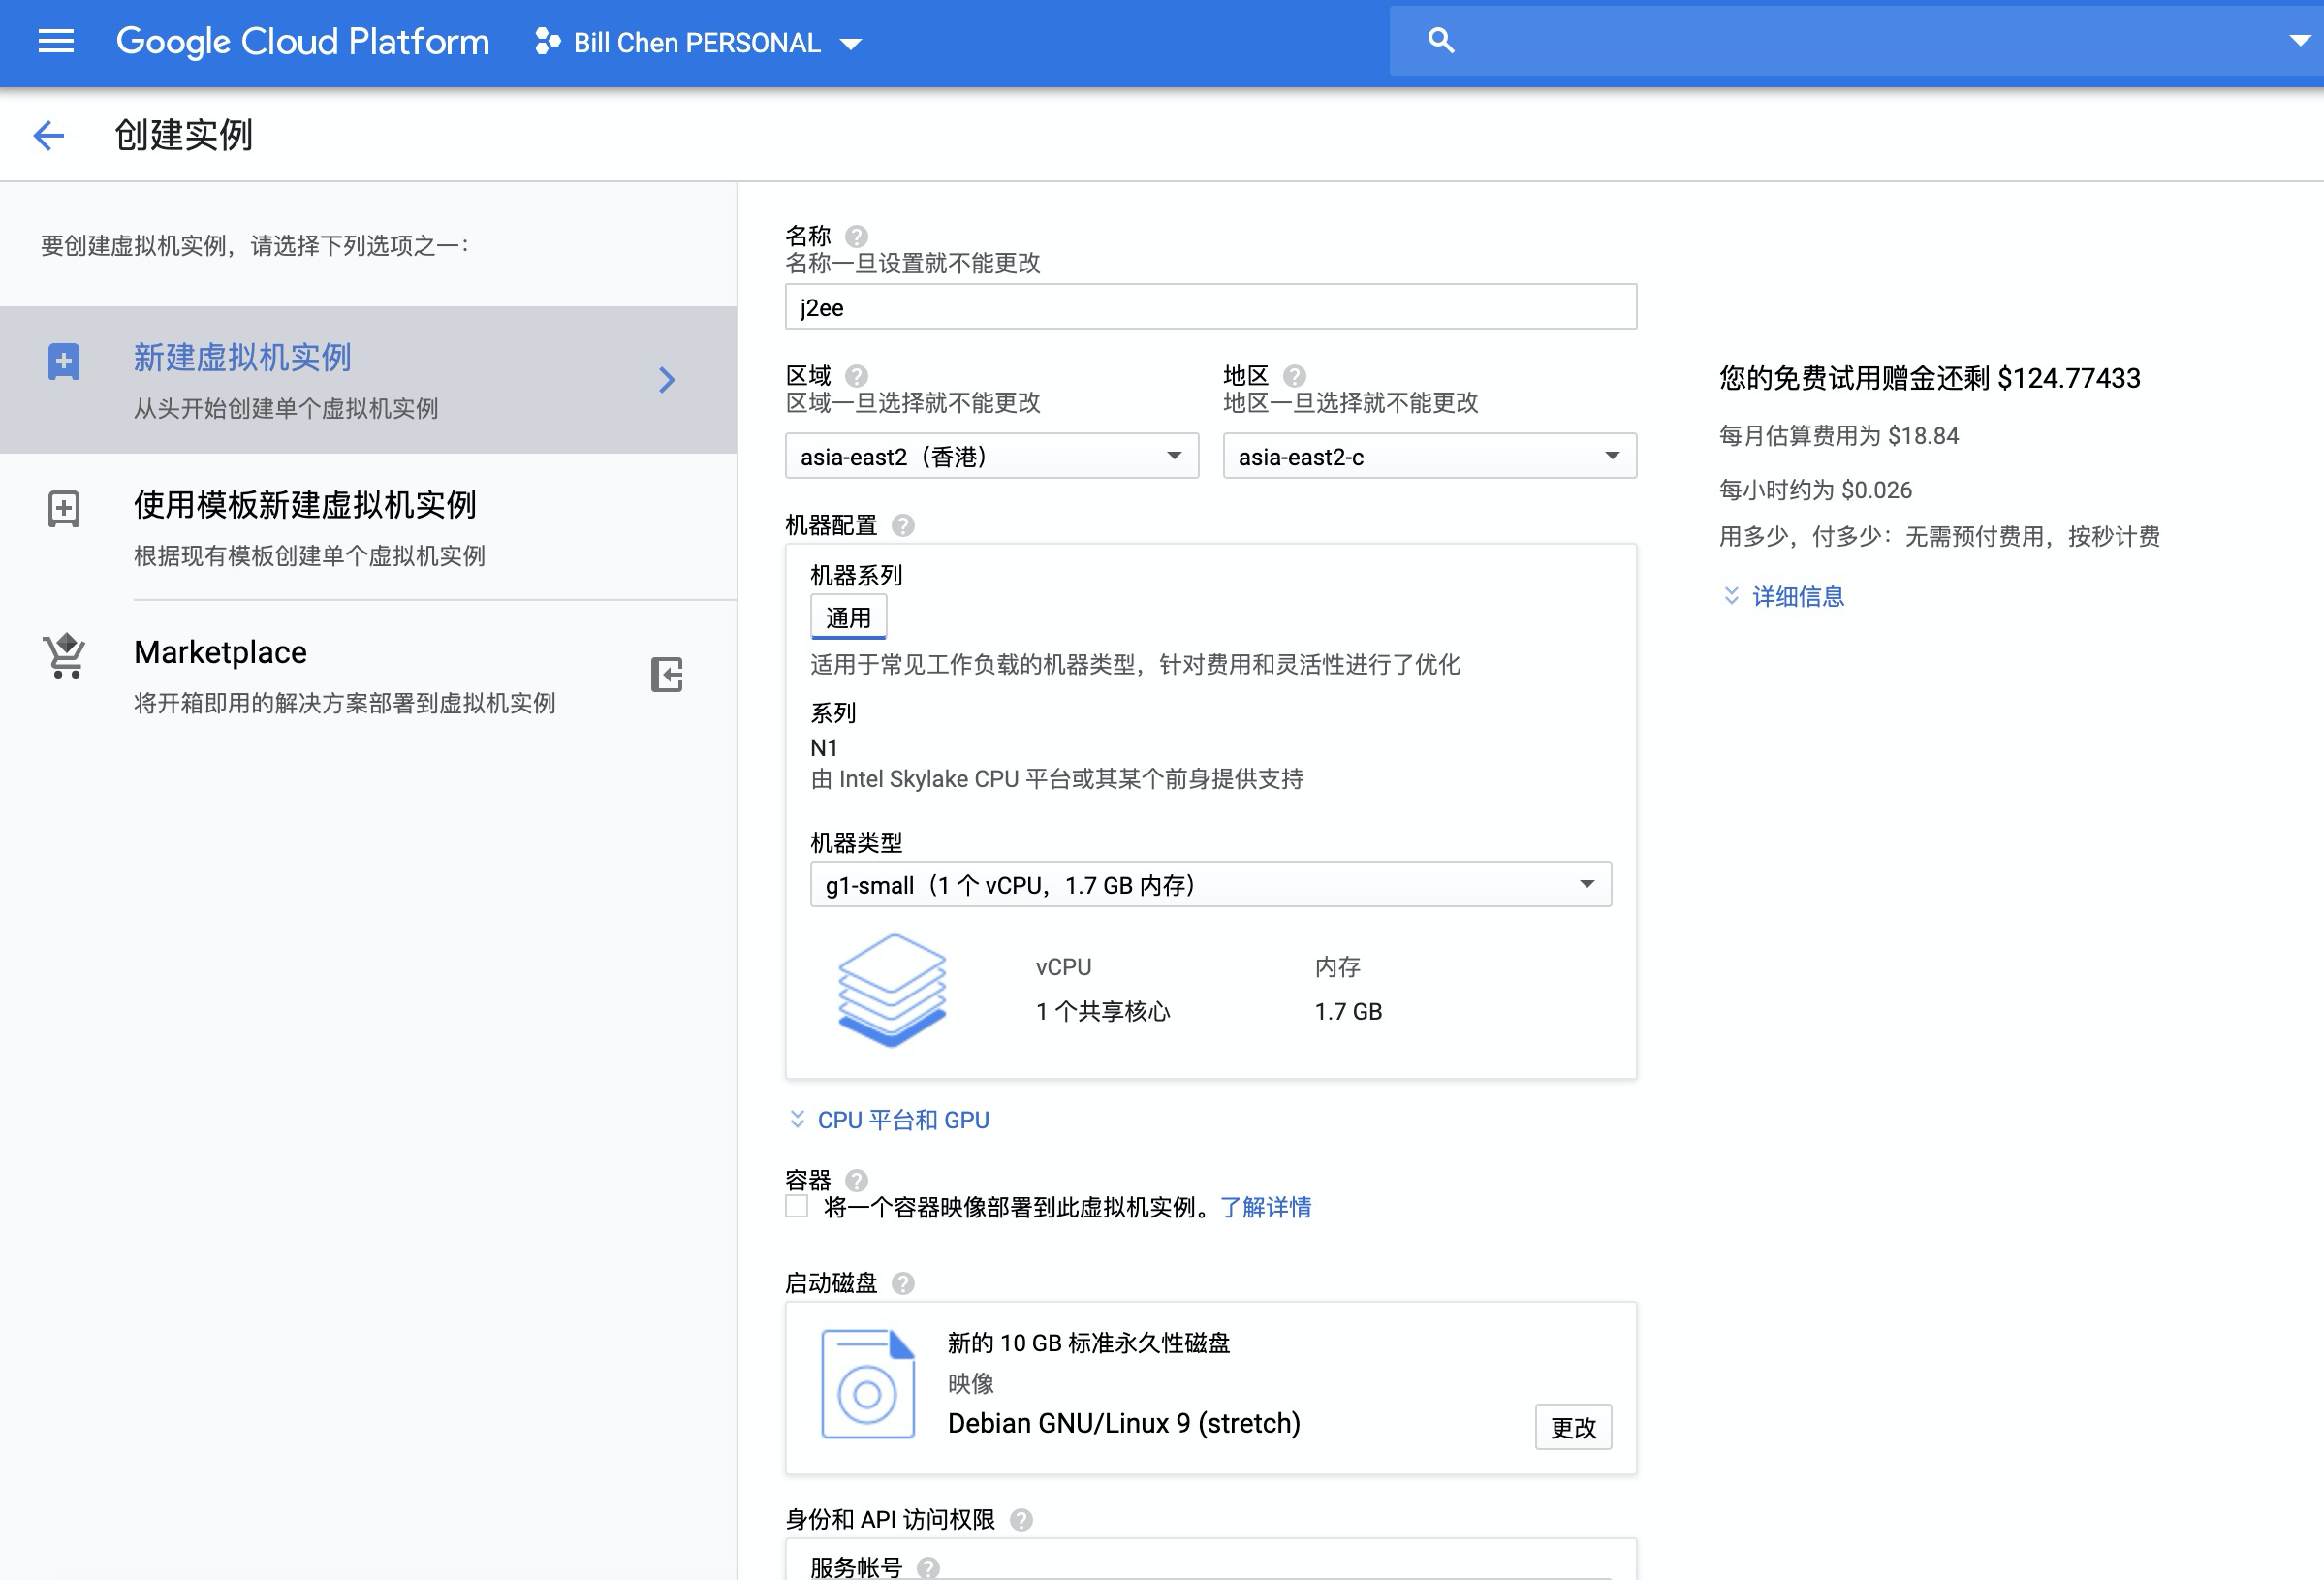 Google Cloud Platform
Bill Chen PERSONAL
创建实例
要创建虚拟机实例，请选择下列选项之一：
新建虚拟机实例
从头开始创建单个虚拟机实例
使用模板新建虚拟机实例
根据现有模板创建单个虚拟机实例
Marketplace
将开箱即用的解决方案部署到虚拟机实例
名称
名称一旦设置就不能更改
j2ee
区域
区域一旦选择就不能更改
asia-east2（香港）
地区
地区一旦选择就不能更改
asia-east2-c
机器配置
机器系列
通用
适用于常见工作负载的机器类型，针对费用和灵活性进行了优化
系列
N1
由 Intel Skylake CPU 平台或其某个前身提供支持
机器类型
g1-small（1 个 vCPU，1.7 GB 内存）
vCPU
内存
1 个共享核心
1.7 GB
CPU 平台和 GPU
容器
将一个容器映像部署到此虚拟机实例。了解详情
启动磁盘
新的 10 GB 标准永久性磁盘
映像
Debian GNU/Linux 9 (stretch)
更改
身份和 API 访问权限
服务帐号
您的免费试用赠金还剩 $124.77433
每月估算费用为 $18.84
每小时约为 $0.026
用多少，付多少：无需预付费用，按秒计费
详细信息